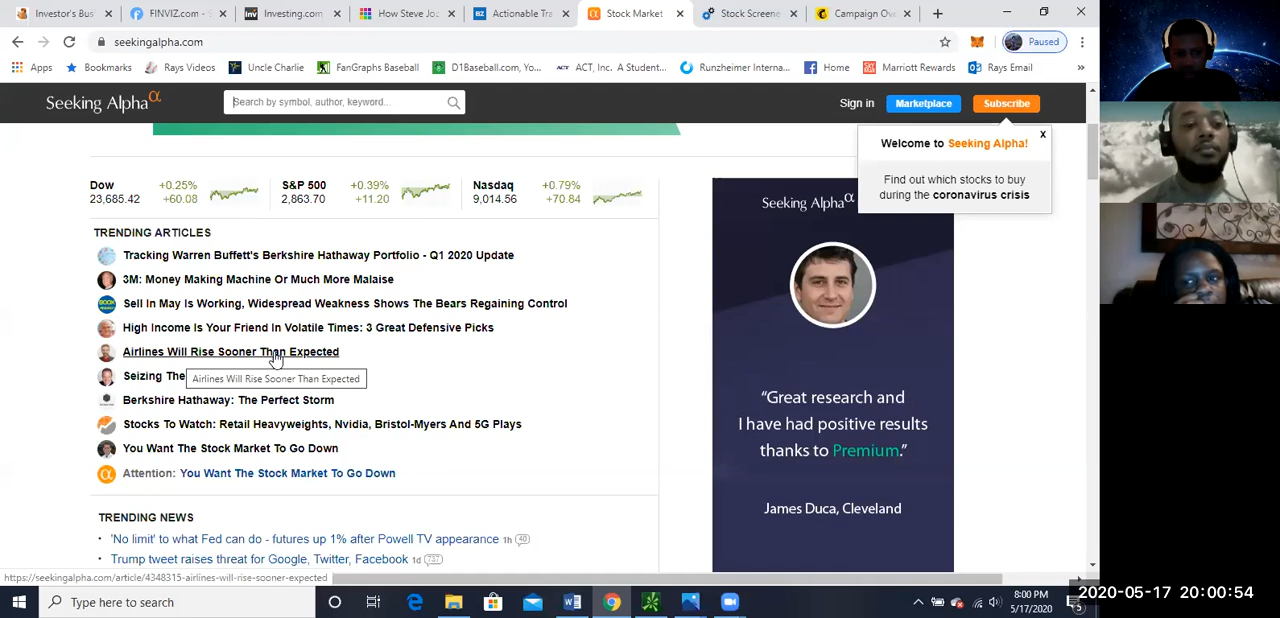 Investor's Bus
FINVIZ.com - S
Investing.com
How Steve Jo
Actionable Tra
Stock Market
Stock Screene
Campaign Ov
seekingalpha.com
Paused
Apps
Bookmarks
Rays Videos
Uncle Charlie
FanGraphs Baseball
D1Baseball.com
ACT, Inc. A Student...
Runzheimer Interna...
Home
Marriott Rewards
Rays Email
»
Seeking Alphaα
Search by symbol, author, keyword...
Sign in
Marketplace
Subscribe
Welcome to Seeking Alpha!
X
Find out which stocks to buy
during the coronavirus crisis
Dow +0.25% S&P 500 +0.39% Nasdaq +0.79%
23,685.42 +60.08 2,863.70 +11.20 9,014.56 +70.84
TRENDING ARTICLES
Tracking Warren Buffett's Berkshire Hathaway Portfolio - Q1 2020 Update
3M: Money Making Machine Or Much More Malaise
Sell In May Is Working, Widespread Weakness Shows The Bears Regaining Control
High Income Is Your Friend In Volatile Times: 3 Great Defensive Picks
Airlines Will Rise Sooner Than Expected
Seizing The
Airlines Will Rise Sooner Than Expected
Berkshire Hathaway: The Perfect Storm
Stocks To Watch: Retail Heavyweights, Nvidia, Bristol-Myers And 5G Plays
You Want The Stock Market To Go Down
Attention: You Want The Stock Market To Go Down
TRENDING NEWS
'No limit' to what Fed can do - futures up 1% after Powell TV appearance 1h 40
Trump tweet raises threat for Google, Twitter, Facebook 1d
Seeking Alphaα
“Great research and
I have had positive results
thanks to Premium.”
James Duca, Cleveland
https://seekingalpha.com/article/4348315-airlines-will-rise-sooner-expected
Type here to search
8:00 PM
5/17/2020
5
2020-05-17 20:00:54